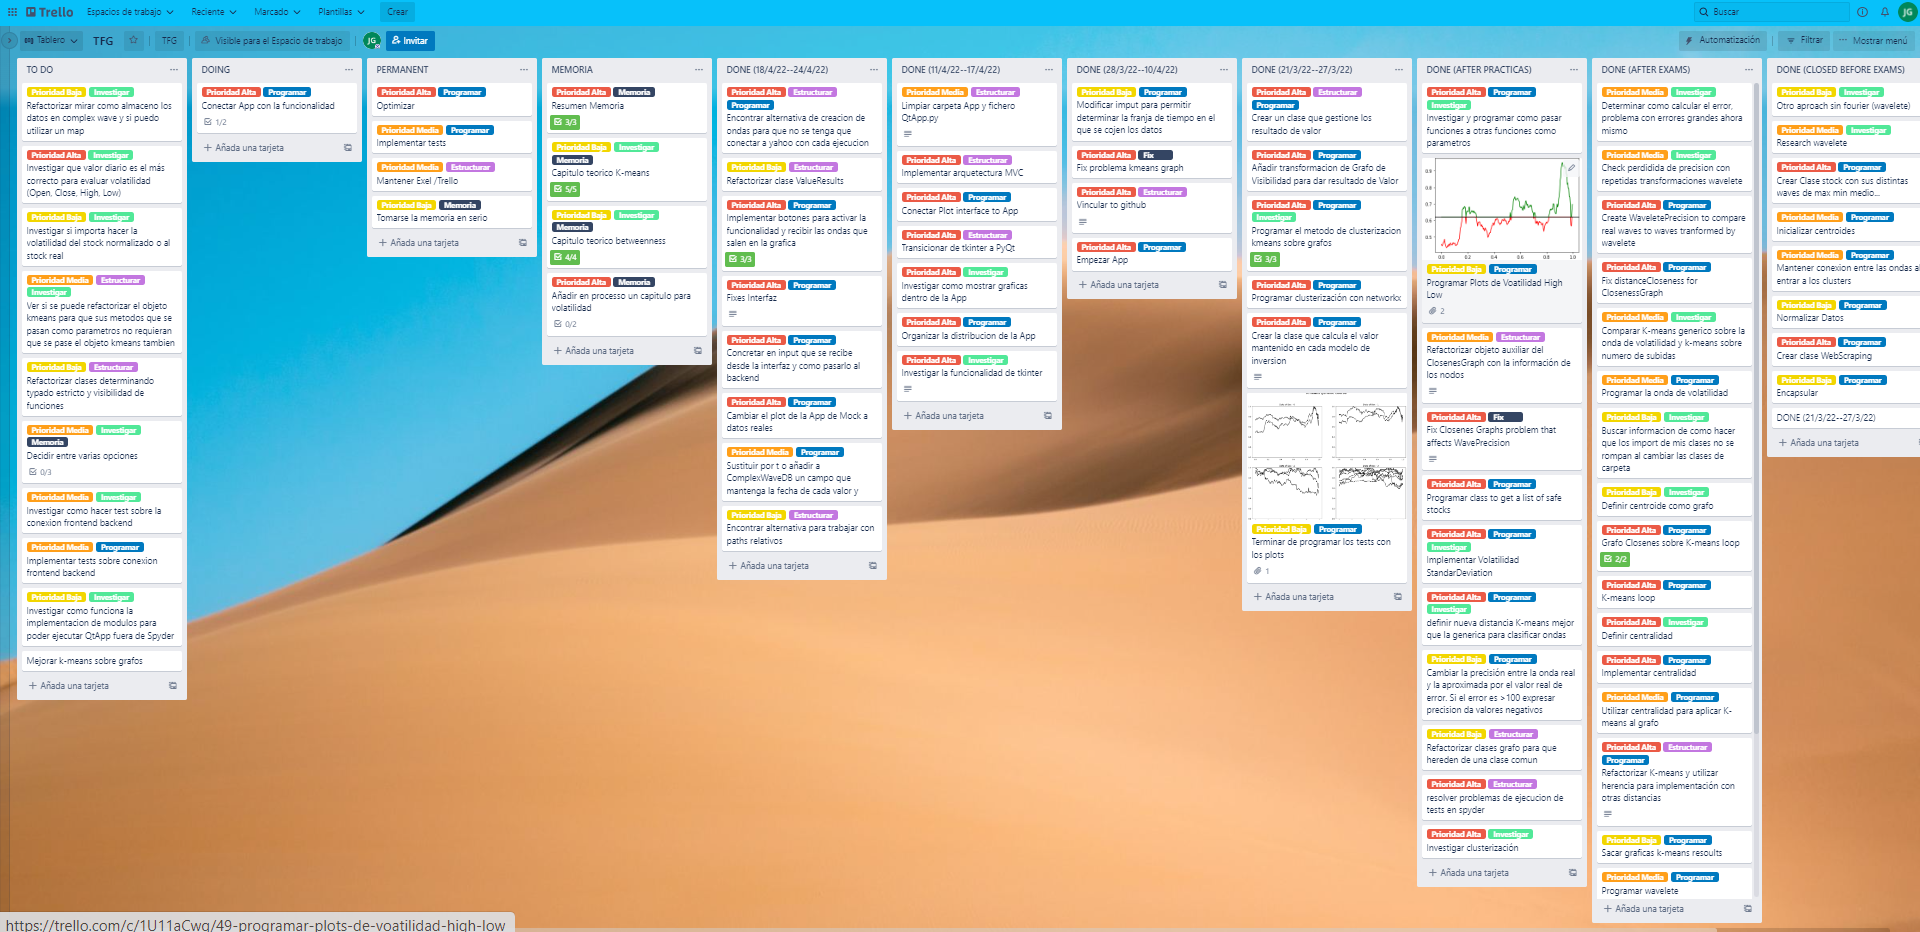 Trello
Espacios de trabajo
Reciente
Marcado
Plantillas
Crear
Buscar
JG
Tablero
TFG
TFG
Visible para el Espacio de trabajo
JG
Invitar
Automatización
Filtrar
Mostrar menú
TO DO
Prioridad Baja Investigar
Refactorizar mirar como almaceno los
datos en complex wave y si puedo
utilizar un map
Prioridad Alta Investigar
Investigar que valor diario es el más
correcto para evaluar volatilidad
(Open, Close, High, Low)
Prioridad Baja Investigar
Investigar si importa hacer la
volatilidad del stock normalizado o al
stock real
Prioridad Media Estructurar
Investigar
Ver si se puede refactorizar el objeto
kmeans para que sus metodos que se
pasan como parametros no requieran
que se pase el objeto kmeans tambien
Prioridad Baja Estructurar
Refactorizar clases determinando
typado estricto y visibilidad de
funciones
Prioridad Media Investigar
Memoria
Decidir entre varias opciones
0/3
Prioridad Media Investigar
Investigar como hacer test sobre la
conexion frontend backend
Prioridad Media Programar
Implementar tests sobre conexion
frontend backend
Prioridad Baja Investigar
Investigar como funciona la
implementacion de modulos para
poder ejecutar QtApp fuera de Spyder
Mejorar k-means sobre grafos
+ Añada una tarjeta
DOING
Prioridad Alta Programar
Conectar App con la funcionalidad
1/2
+ Añada una tarjeta
PERMANENT
Prioridad Alta Programar
Optimizar
Prioridad Media Programar
Implementar tests
Prioridad Media Estructurar
Mantener Exel /Trello
Prioridad Baja Memoria
Tomarse la memoria en serio
+ Añada una tarjeta
MEMORIA
Prioridad Alta Memoria
Resumen Memoria
3/3
Prioridad Baja Investigar
Memoria
Capitulo teorico K-means
5/5
Prioridad Baja Investigar
Memoria
Capitulo teorico betweenness
4/4
Prioridad Alta Memoria
Añadir en processo un capitulo para
volatilidad
0/2
+ Añada una tarjeta
DONE (18/4/22--24/4/22)
Prioridad Alta Estructurar
Programar
Encontrar alternativa de creacion de
ondas para que no se tenga que
conectar a yahoo con cada ejecucion
Prioridad Baja Estructurar
Refactorizar clase ValueResults
Prioridad Alta Programar
Implementar botones para activar la
funcionalidad y recibir las ondas que
salen en la grafica
3/3
Prioridad Alta Programar
Fixes Interfaz
Prioridad Alta Programar
Concretar en input que se recibe
desde la interfaz y como pasarlo al
backend
Prioridad Alta Programar
Cambiar el plot de la App de Mock a
datos reales
Prioridad Media Programar
Sustituir por t o añadir a
ComplexWaveDB un campo que
mantenga la fecha de cada valor y
Prioridad Baja Estructurar
Encontrar alternativa para trabajar con
paths relativos
+ Añada una tarjeta
DONE (11/4/22--17/4/22)
Prioridad Media Estructurar
Limpiar carpeta App y fichero
QtApp.py
Prioridad Alta Estructurar
Implementar arquetectura MVC
Prioridad Alta Programar
Conectar Plot interface to App
Prioridad Alta Estructurar
Transicionar de tkinter a PyQt
Prioridad Alta Investigar
Investigar como mostrar graficas
dentro de la App
Prioridad Alta Programar
Organizar la distribucion de la App
Prioridad Alta Investigar
Investigar la funcionalidad de tkinter
+ Añada una tarjeta
DONE (28/3/22--10/4/22)
Prioridad Baja Programar
Modificar imput para permitir
determinar la franja de tiempo en el
que se cojen los datos
Prioridad Alta Fix
Fix problema kmeans graph
Prioridad Alta Estructurar
Vincular to github
Prioridad Alta Programar
Empezar App
+ Añada una tarjeta
DONE (21/3/22--27/3/22)
Prioridad Alta Estructurar
Programar
Crear un clase que gestione los
resultado de valor
Prioridad Alta Programar
Añadir transformacion de Grafo de
Visibilidad para dar resultado de Valor
Prioridad Alta Programar
Investigar
Programar el metodo de clusterizacion
kmeans sobre grafos
3/3
Prioridad Alta Programar
Programar clusterización con networkx
Prioridad Alta Programar
Crear la clase que calcula el valor
mantenido en cada modelo de
inversion
Prioridad Baja Programar
Terminar de programar los tests con
los plots
1
+ Añada una tarjeta
DONE (AFTER PRACTICAS)
Prioridad Alta Programar
Investigar
Investigar y programar como pasar
funciones a otras funciones como
parametros
Prioridad Baja Programar
Programar Plots de Voatilidad High
Low
2
Prioridad Media Estructurar
Refactorizar objeto auxiliar del
ClosenesGraph con la información de
los nodos
Prioridad Alta Fix
Fix Closenes Graphs problem that
affects WavePrecision
Prioridad Alta Programar
Programar class to get a list of safe
stocks
Prioridad Alta Programar
Investigar
Implementar Volatilidad
StandarDeviation
Prioridad Alta Programar
Investigar
definir nueva distancia K-means mejor
que la generica para clasificar ondas
Prioridad Baja Programar
Cambiar la precisión entre la onda real
y la aproximada por el valor real de
error. Si el error es >100 expresar
precision da valores negativos
Prioridad Baja Estructurar
Refactorizar clases grafo para que
hereden de una clase comun
Prioridad Alta Estructurar
resolver problemas de ejecucion de
tests en spyder
Prioridad Alta Investigar
Investigar clusterización
+ Añada una tarjeta
DONE (AFTER EXAMS)
Prioridad Media Investigar
Determinar como calcular el error,
problema con errores grandes ahora
mismo
Prioridad Media Investigar
Check perdidida de precision con
repetidas transformaciones wavelete
Prioridad Alta Programar
Create WaveletePrecision to compare
real waves to waves tranformed by
wavelete
Prioridad Alta Programar
Fix distanceCloseness for
ClosenessGraph
Prioridad Media Investigar
Comparar K-means generico sobre la
onda de volatilidad y k-means sobre
numero de subidas
Prioridad Media Programar
Programar la onda de volatilidad
Prioridad Baja Investigar
Buscar informacion de como hacer
que los import de mis clases no se
rompan al cambiar las clases de
carpeta
Prioridad Baja Investigar
Definir centroide como grafo
Prioridad Alta Programar
Grafo Closenes sobre K-means loop
2/2
Prioridad Alta Programar
K-means loop
Prioridad Alta Investigar
Definir centralidad
Prioridad Alta Programar
Implementar centralidad
Prioridad Media Programar
Utilizar centralidad para aplicar K-
means al grafo
Prioridad Alta Estructurar
Programar
Refactorizar K-means y utilizar
herencia para implementación con
otras distancias
Prioridad Baja Programar
Sacar graficas k-means resoults
Prioridad Media Programar
Programar wavelete
+ Añada una tarjeta
DONE (CLOSED BEFORE EXAMS)
Prioridad Baja Investigar
Otro aproach sin fourier (wavelete)
Prioridad Media Investigar
Research wavelete
Prioridad Alta Programar
Crear Clase stock con sus distintas
waves de max min medio...
Prioridad Media Programar
Inicializar centroides
Prioridad Media Programar
Mantener conexion entre las ondas al
entrar a los clusters
Prioridad Baja Programar
Normalizar Datos
Prioridad Alta Programar
Crear clase WebScraping
Prioridad Baja Programar
Encapsular
DONE (21/3/22--27/3/22)
+ Añada una tarjeta
https://trello.com/c/1U11aCwq/49-programar-plots-de-voatilidad-high-low